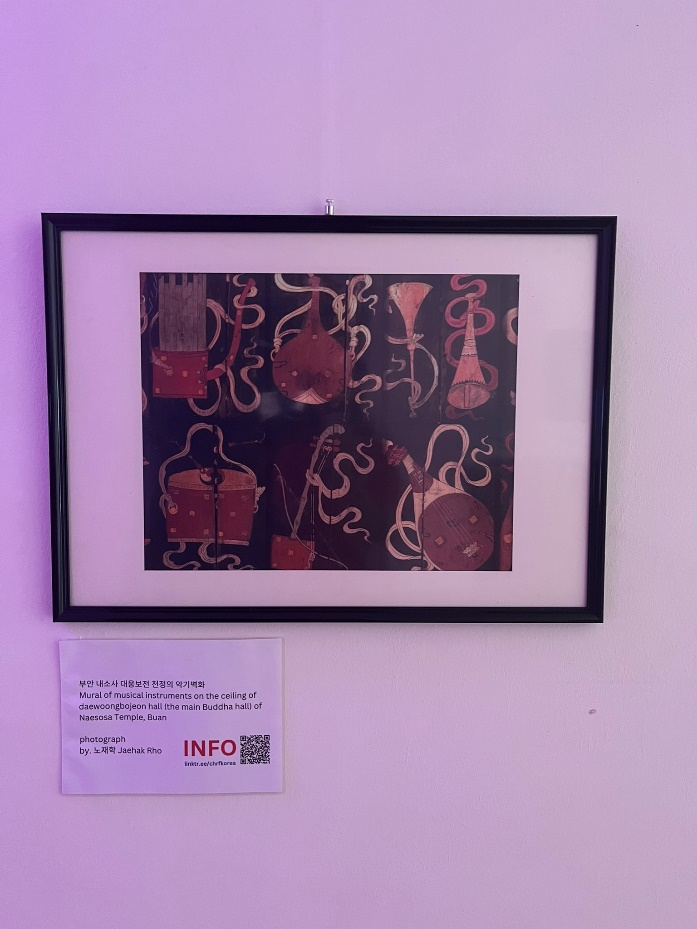 부안 내소사 대웅보전 천정의 악기벽화
Mural of musical instruments on the ceiling of
daewoongbojeon hall (the main Buddha hall) of
Naesosa Temple, Buan
photograph
by. 노재학 Jaehak Rho
INFO
linktr.ee/chrfkorea